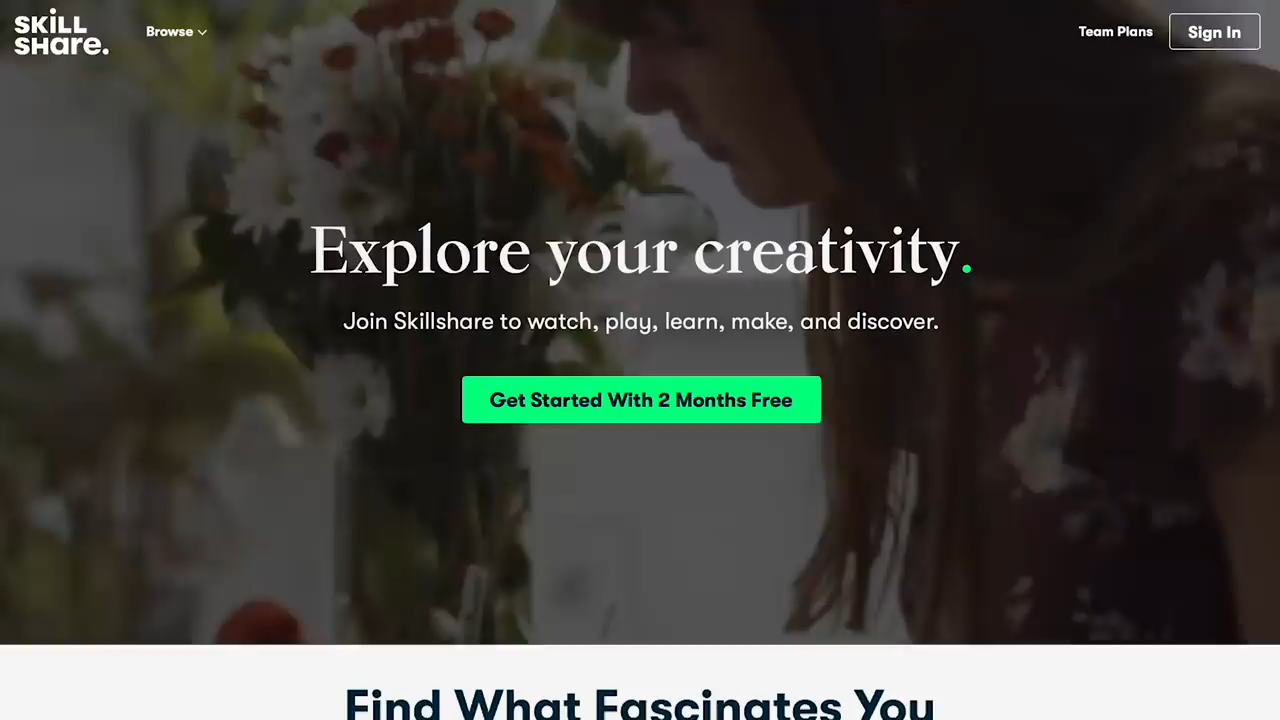 SKiLL
SHare.
Browse
Team Plans
Sign In
Explore your creativity.
Join Skillshare to watch, play, learn, make, and discover.
Get Started With 2 Months Free
Find What Fascinates You